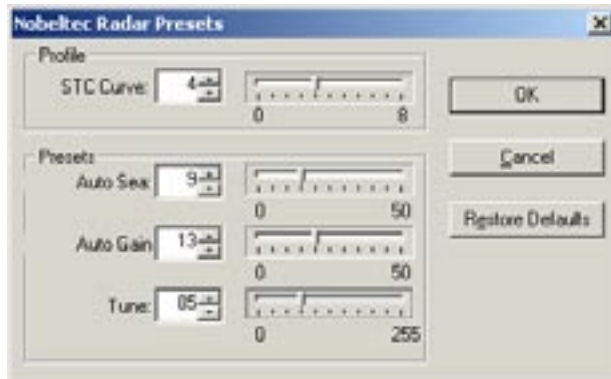 Nobeltec Radar Presets
Profile
STC Curve: 4
0 8
OK
Presets
Auto Sea: 9
0 50
Cancel
Auto Gain 13
0 50
Restore Defaults
Tune:
0 255